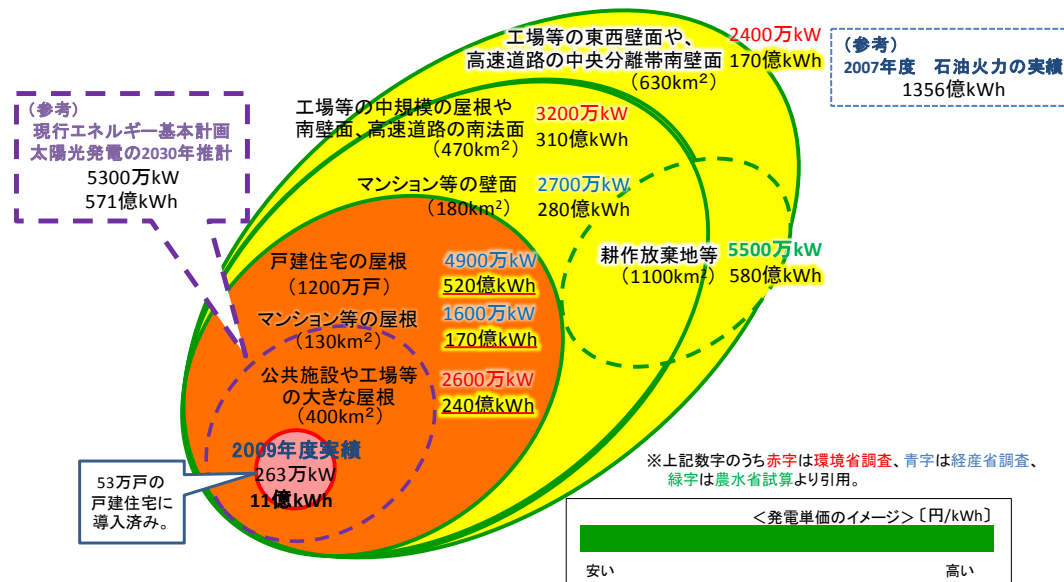 工場等の東西壁面や、
高速道路の中央分離帯南壁面
（630km²）
2400万kW
170億kWh
（参考）
2007年度　石油火力の実績
1356億kWh
（参考）
現行エネルギー基本計画
太陽光発電の2030年推計
5300万kW
571億kWh
工場等の中規模の屋根や
南壁面、高速道路の南法面
（470km²）
3200万kW
310億kWh
マンション等の壁面
（180km²）
2700万kW
280億kWh
耕作放棄地等
（1100km²）
5500万kW
580億kWh
戸建住宅の屋根
（1200万戸）
4900万kW
520億kWh
マンション等の屋根
（130km²）
1600万kW
170億kWh
公共施設や工場等
の大きな屋根
（400km²）
2600万kW
240億kWh
2009年度実績
263万kW
11億kWh
53万戸の
戸建住宅に
導入済み。
※上記数字のうち赤字は環境省調査、青字は経産省調査、
緑字は農水省試算より引用。
＜発電単価のイメージ＞〔円/kWh〕
安い
高い